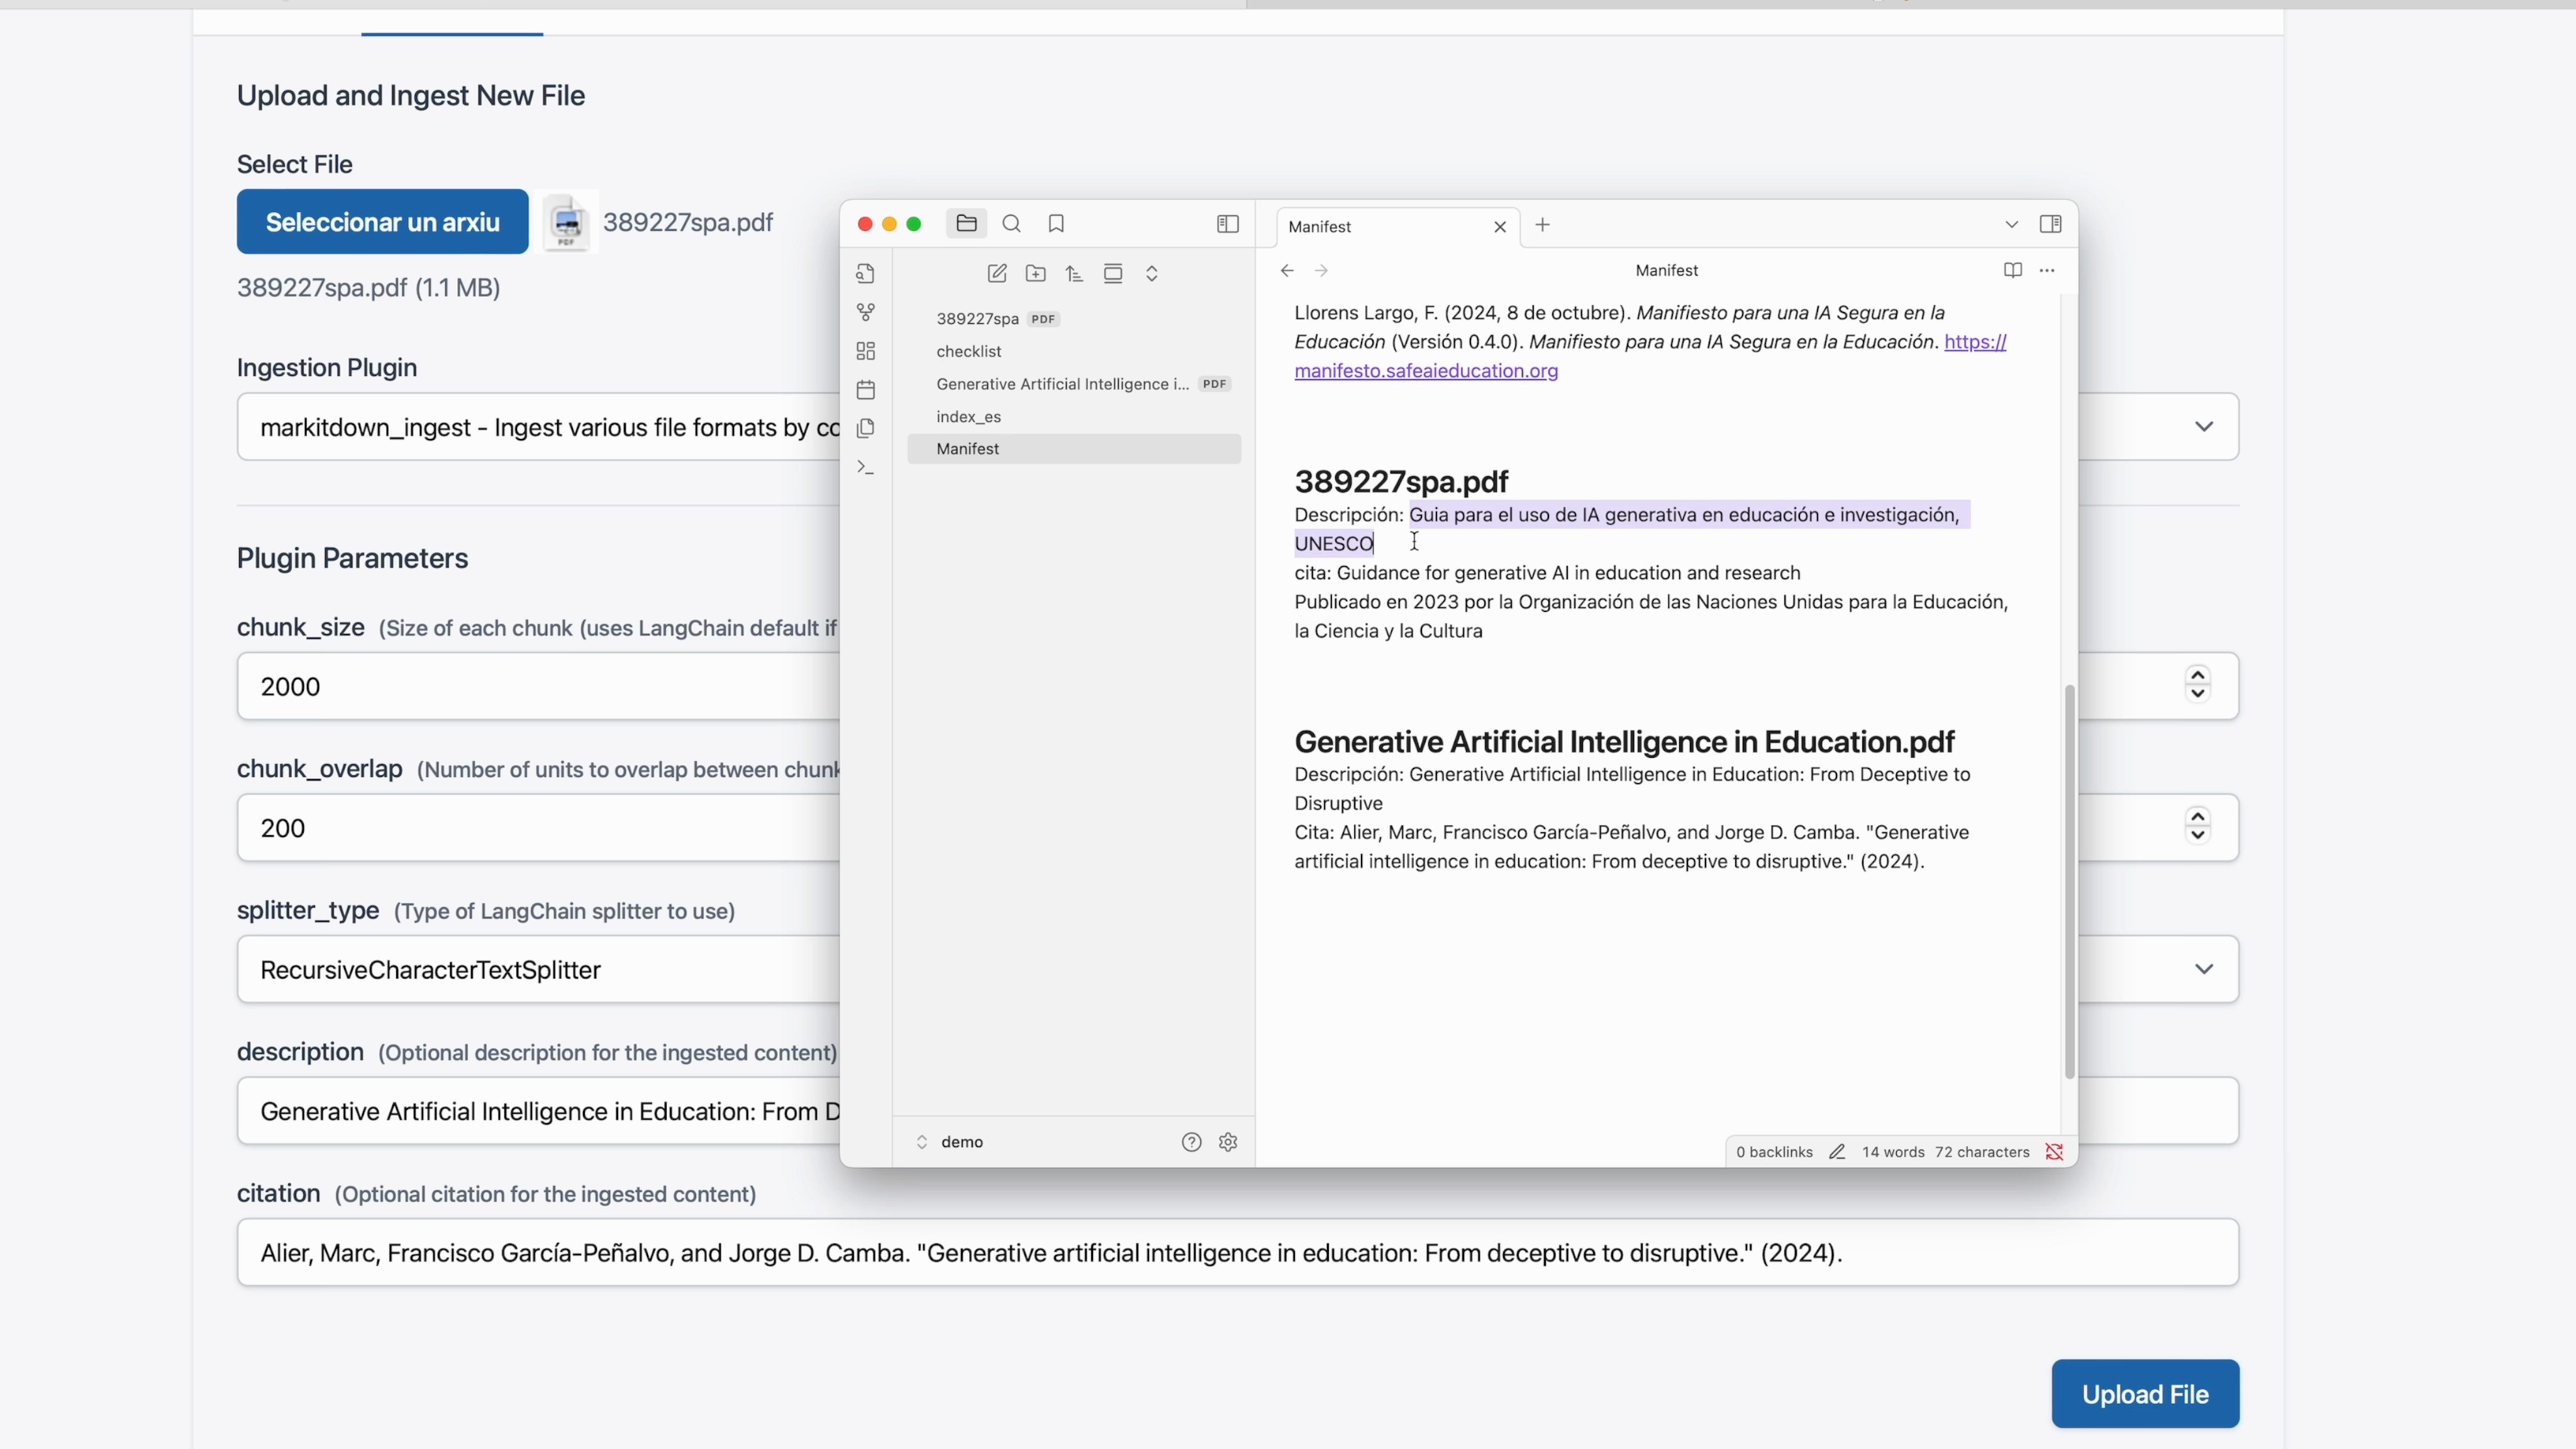 Upload and Ingest New File
Select File
Seleccionar un arxiu
PDF
389227spa.pdf
389227spa.pdf (1.1 MB)
Ingestion Plugin
markitdown_ingest - Ingest various file formats by co
Plugin Parameters
chunk_size (Size of each chunk (uses LangChain default if
2000
chunk_overlap (Number of units to overlap between chunk
200
splitter_type (Type of LangChain splitter to use)
RecursiveCharacterTextSplitter
description (Optional description for the ingested content)
Generative Artificial Intelligence in Education: From D
citation (Optional citation for the ingested content)
Alier, Marc, Francisco García-Peñalvo, and Jorge D. Camba. "Generative artificial intelligence in education: From deceptive to disruptive." (2024).
Upload File
Manifest
389227spa PDF
checklist
Generative Artificial Intelligence i... PDF
index_es
Manifest
demo
Manifest
Llorens Largo, F. (2024, 8 de octubre). Manifiesto para una IA Segura en la
Educación (Versión 0.4.0). Manifiesto para una IA Segura en la Educación. https://
manifesto.safeaieducation.org
389227spa.pdf
Descripción: Guia para el uso de IA generativa en educación e investigación,
UNESCO
cita: Guidance for generative AI in education and research
Publicado en 2023 por la Organización de las Naciones Unidas para la Educación,
la Ciencia y la Cultura
Generative Artificial Intelligence in Education.pdf
Descripción: Generative Artificial Intelligence in Education: From Deceptive to
Disruptive
Cita: Alier, Marc, Francisco García-Peñalvo, and Jorge D. Camba. "Generative
artificial intelligence in education: From deceptive to disruptive." (2024).
0 backlinks 14 words 72 characters